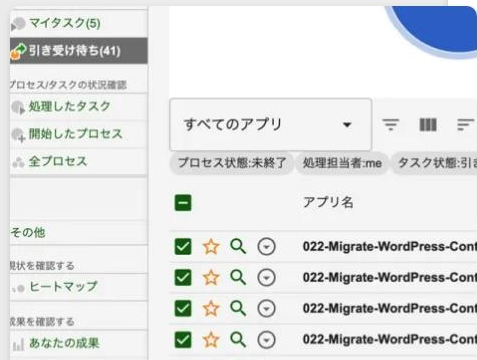 マイタスク(5)
引き受け待ち(41)
プロセス/タスクの状況確認
処理したタスク
開始したプロセス
全プロセス
その他
現状を確認する
ヒートマップ
成果を確認する
あなたの成果
すべてのアプリ
プロセス状態:未終了 処理担当者:me タスク状態:引き
アプリ名
022-Migrate-WordPress-Cont
022-Migrate-WordPress-Cont
022-Migrate-WordPress-Cont
022-Migrate-WordPress-Cont